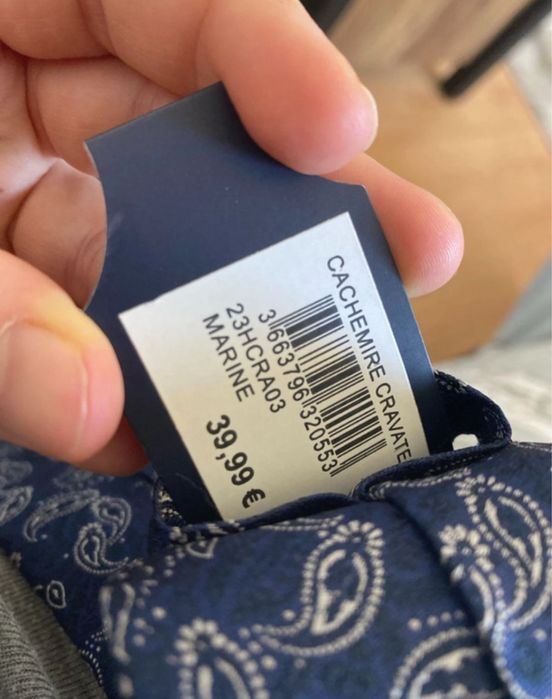 CACHEMIRE CRAVATE
3 663796 320553
23HCRA03
MARINE
39,99 €